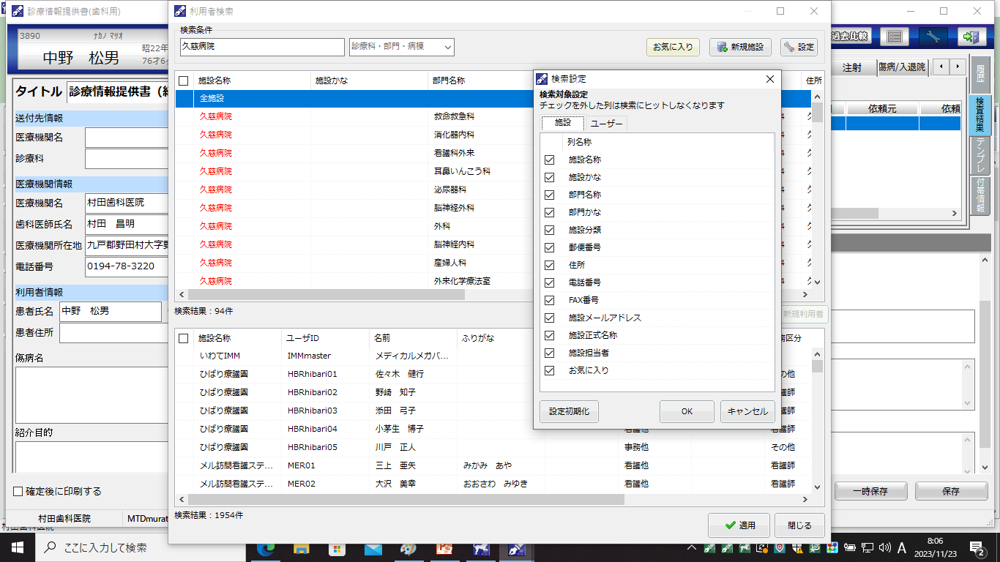 診療情報提供書(歯科用)
3890
ﾅｶﾉ ﾏﾂｵ
中野　松男
昭22年
76才6
タイトル
診療情報提供書
送付先情報
医療機関名
診療科
医療機関情報
医療機関名
村田歯科医院
歯科医師氏名
村田　昌明
医療機関所在地
九戸郡野田村大字野
電話番号
0194-78-3220
利用者情報
患者氏名
中野　松男
患者住所
傷病名
紹介目的
確定後に印刷する
村田歯科医院
MTDmurat
村田歯科医院
利用者検索
検索条件
久慈病院
診療科・部門・病棟
お気に入り
新規施設
設定
施設名称
施設かな
部門名称
住所
全施設
久慈病院
救命救急科
久慈病院
消化器内科
久慈病院
看護科外来
久慈病院
耳鼻いんこう科
久慈病院
泌尿器科
久慈病院
脳神経外科
久慈病院
外科
久慈病院
脳神経内科
久慈病院
産婦人科
久慈病院
外来化学療法室
検索結果：94件
新規利用者
施設名称
ユーザID
名前
ふりがな
務区分
いわてIMM
IMMmaster
メディカルメガバ...
ひばり療護園
HBRhibari01
佐々木　健行
の他
ひばり療護園
HBRhibari02
野崎　知子
護師
ひばり療護園
HBRhibari03
添田　弓子
護師
ひばり療護園
HBRhibari04
小茅生　博子
看護他
護師
ひばり療護園
HBRhibari05
川戸　正人
事務他
その他
メル訪問看護ステ...
MER01
三上　亜矢
みかみ　あや
看護他
看護師
メル訪問看護ステ...
MER02
大沢　美幸
おおさわ　みゆき
看護他
看護師
検索結果：1954件
適用
閉じる
検索設定
検索対象設定
チェックを外した列は検索にヒットしなくなります
施設
ユーザー
列名称
施設名称
施設かな
部門名称
部門かな
施設分類
郵便番号
住所
電話番号
FAX番号
施設メールアドレス
施設正式名称
施設担当者
お気に入り
設定初期化
OK
キャンセル
過去比較
注射
傷病/入退院
依頼元
依頼
履歴
検査結果
テンプレ
付帯情報
一時保存
保存
ここに入力して検索
A
8:06
2023/11/23
2